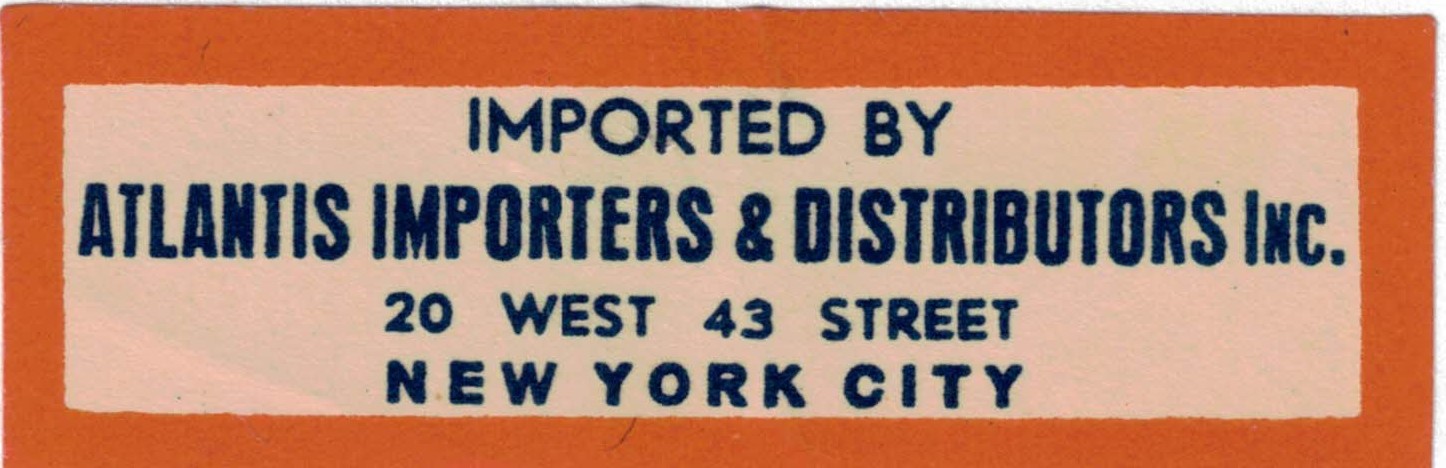 IMPORTED BY
ATLANTIS IMPORTERS & DISTRIBUTORS INC.
20 WEST 43 STREET
NEW YORK CITY